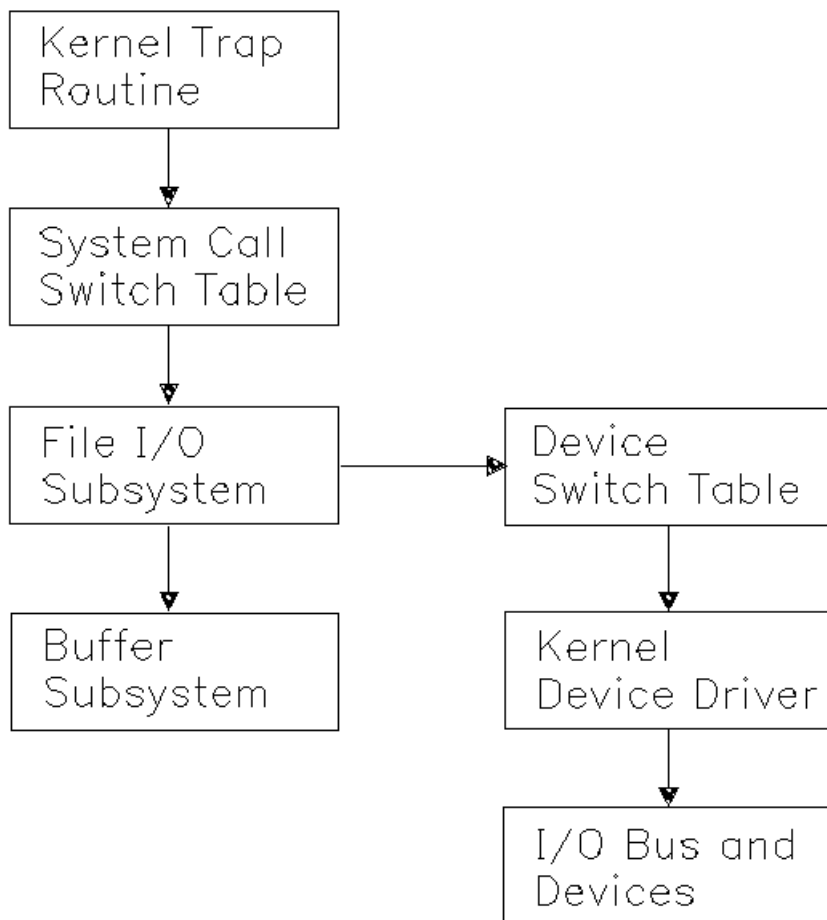 Kernel Trap
Routine
System Call
Switch Table
File I/O
Subsystem
Device
Switch Table
Buffer
Subsystem
Kernel
Device Driver
I/O Bus and
Devices